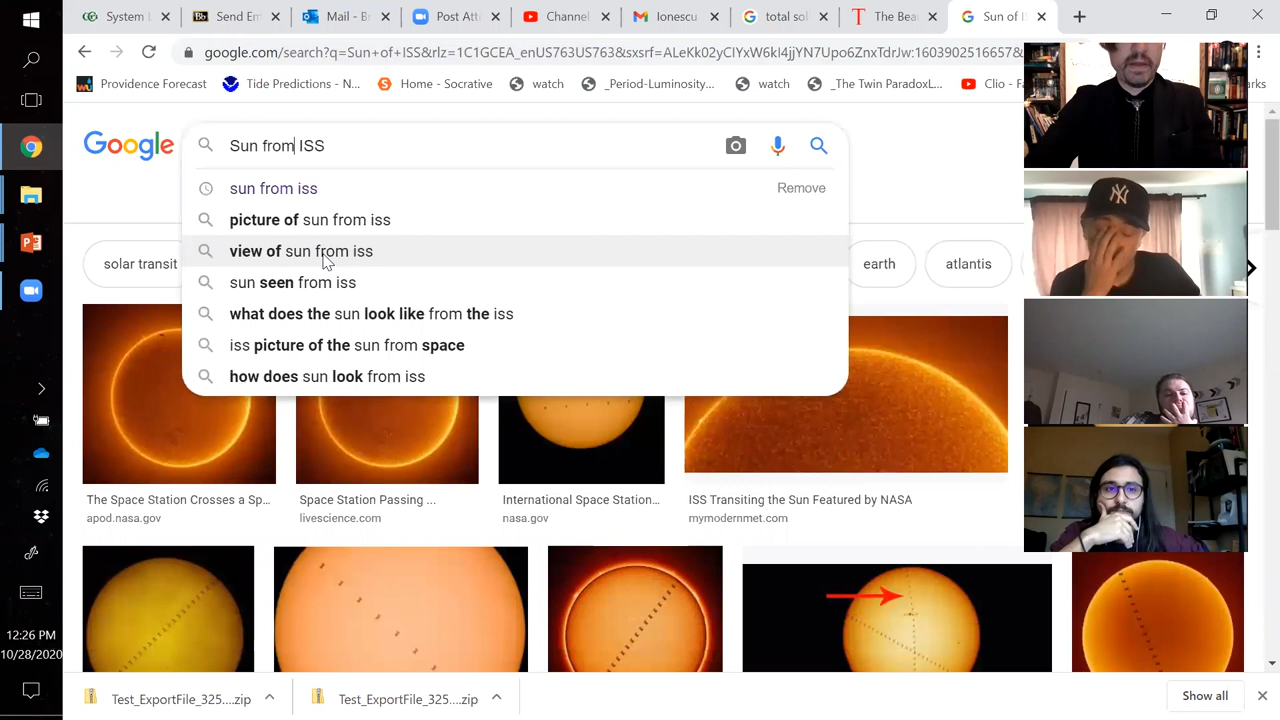 System L
Send Em
Mail - B
Post Atti
Channel
Ionescu
total sol
The Bea
Sun of IS
google.com/search?q=Sun+of+ISS&rlz=1C1GCEA_enUS763US763&sxsrf=
Providence Forecast
Tide Predictions - N...
Home - Socrative
watch
_Period-Luminosity...
watch
_The Twin ParadoxL...
Clio - Fa
arks
Google
Sun from ISS
sun from iss
Remove
picture of sun from iss
view of sun from iss
sun seen from iss
what does the sun look like from the iss
iss picture of the sun from space
how does sun look from iss
solar transit
earth
atlantis
The Space Station Crosses a Sp...
apod.nasa.gov
Space Station Passing ...
livescience.com
International Space Station...
nasa.gov
ISS Transiting the Sun Featured by NASA
mymodernmet.com
12:26 PM
10/28/2020
Test_ExportFile_325....zip
Test_ExportFile_325....zip
Show all